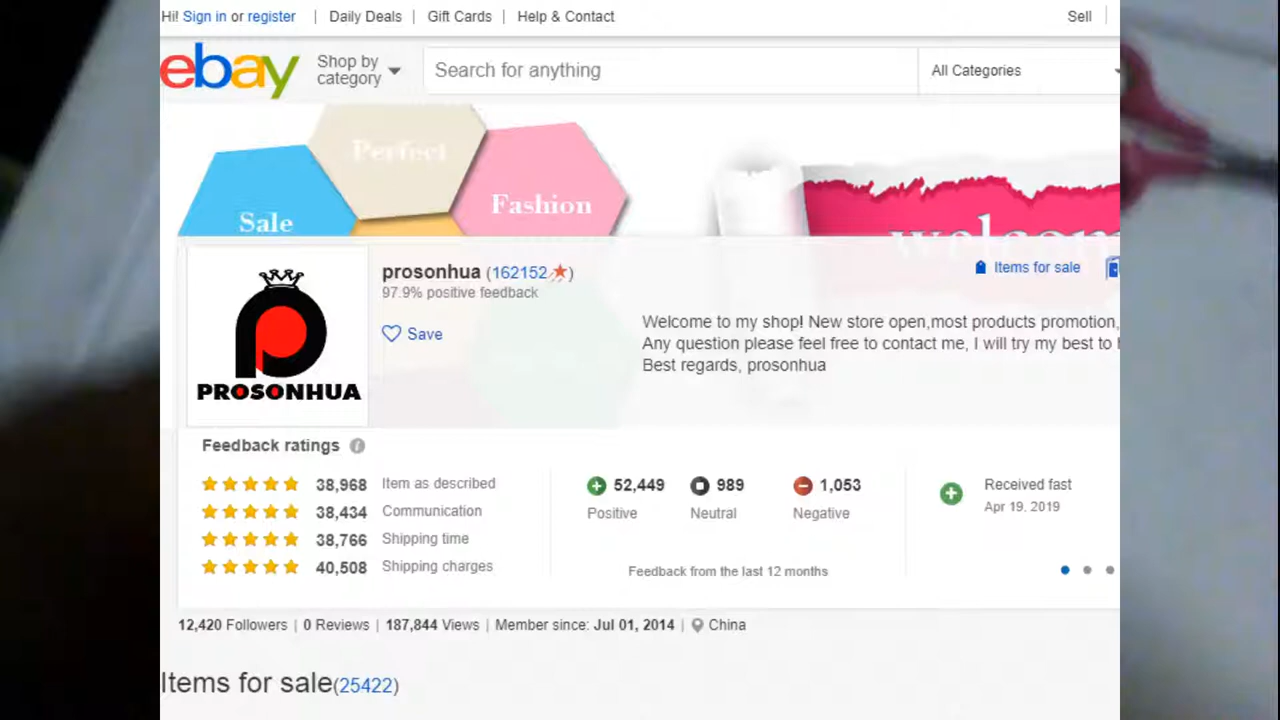 Hi! Sign in or register | Daily Deals | Gift Cards | Help & Contact Sell
ebay Shop by category Search for anything All Categories
Perfect
Sale Fashion
welcom
prosonhua (162152)
97.9% positive feedback
Items for sale
Save
Welcome to my shop! New store open,most products promotion,
Any question please feel free to contact me, I will try my best to
Best regards, prosonhua
PROSONHUA
Feedback ratings
38,968 Item as described
38,434 Communication
38,766 Shipping time
40,508 Shipping charges
52,449 989 1,053
Positive Neutral Negative
Feedback from the last 12 months
Received fast
Apr 19, 2019
12,420 Followers | 0 Reviews | 187,844 Views | Member since: Jul 01, 2014 | China
Items for sale(25422)